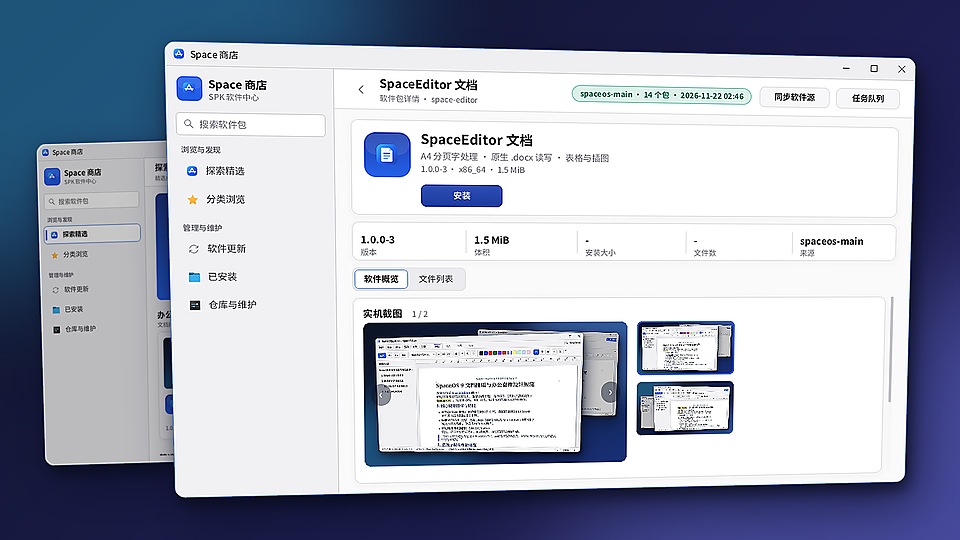 Space 商店
Space 商店
SPK 软件中心
搜索软件包
浏览与发现
探索精选
分类浏览
管理与维护
软件更新
已安装
仓库与维护
SpaceEditor 文档
软件包详情 • space-editor
spaceos-main • 14 个包 • 2026-11-22 02:46
同步软件源
任务队列
SpaceEditor 文档
A4 分页字处理 • 原生 .docx 读写 • 表格与插图
1.0.0-3 • x86_64 • 1.5 MiB
安装
1.0.0-3
版本
1.5 MiB
体积
-
安装大小
-
文件数
spaceos-main
来源
软件概览
文件列表
实机截图 1 / 2
Space 商店
Space 商店
SPK 软件中心
搜索软件包
浏览与发现
探索精选
分类浏览
管理与维护
软件更新
已安装
仓库与维护